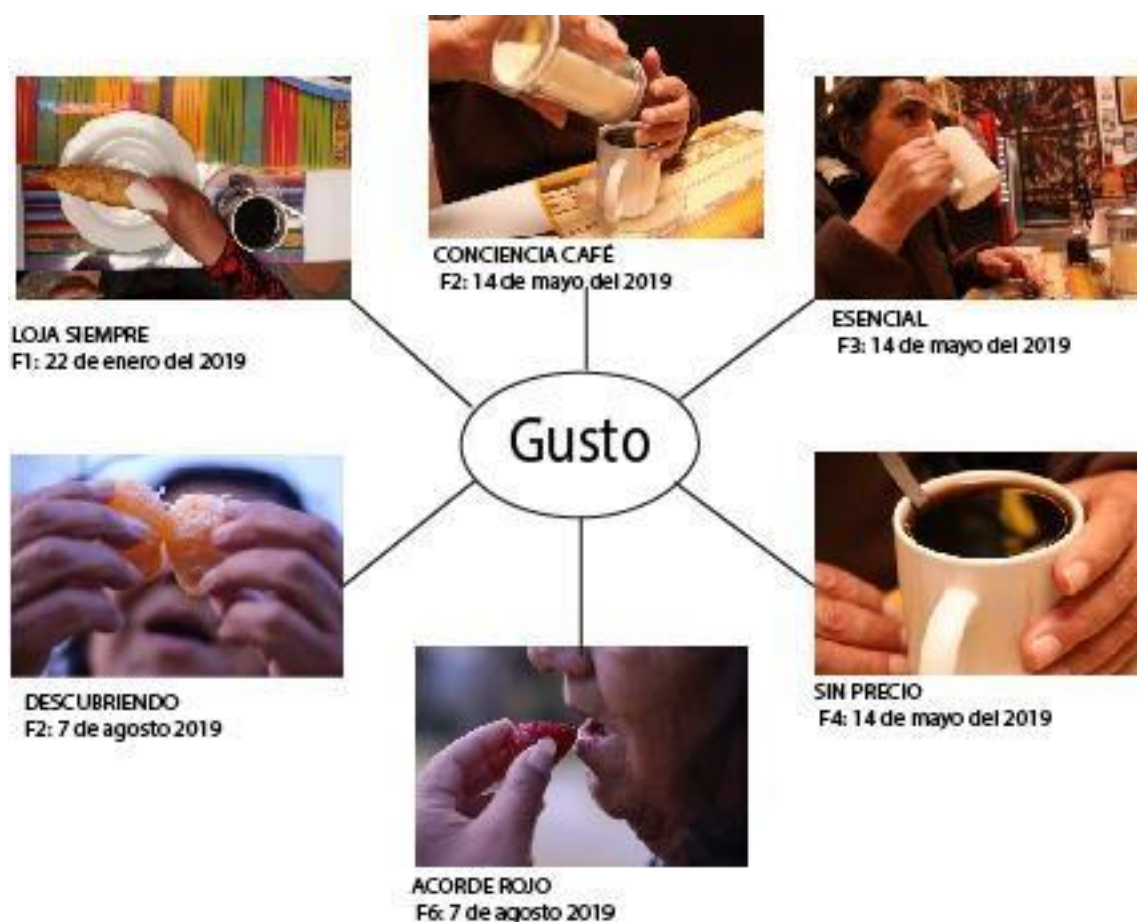 CONCIENCIA CAFÉ
F2: 14 de mayo del 2019
LOJA SIEMPRE
F1: 22 de enero del 2019
ESENCIAL
F3: 14 de mayo del 2019
Gusto
DESCUBRIENDO
F2: 7 de agosto 2019
SIN PRECIO
F4: 14 de mayo del 2019
ACORDE ROJO
F6: 7 de agosto 2019